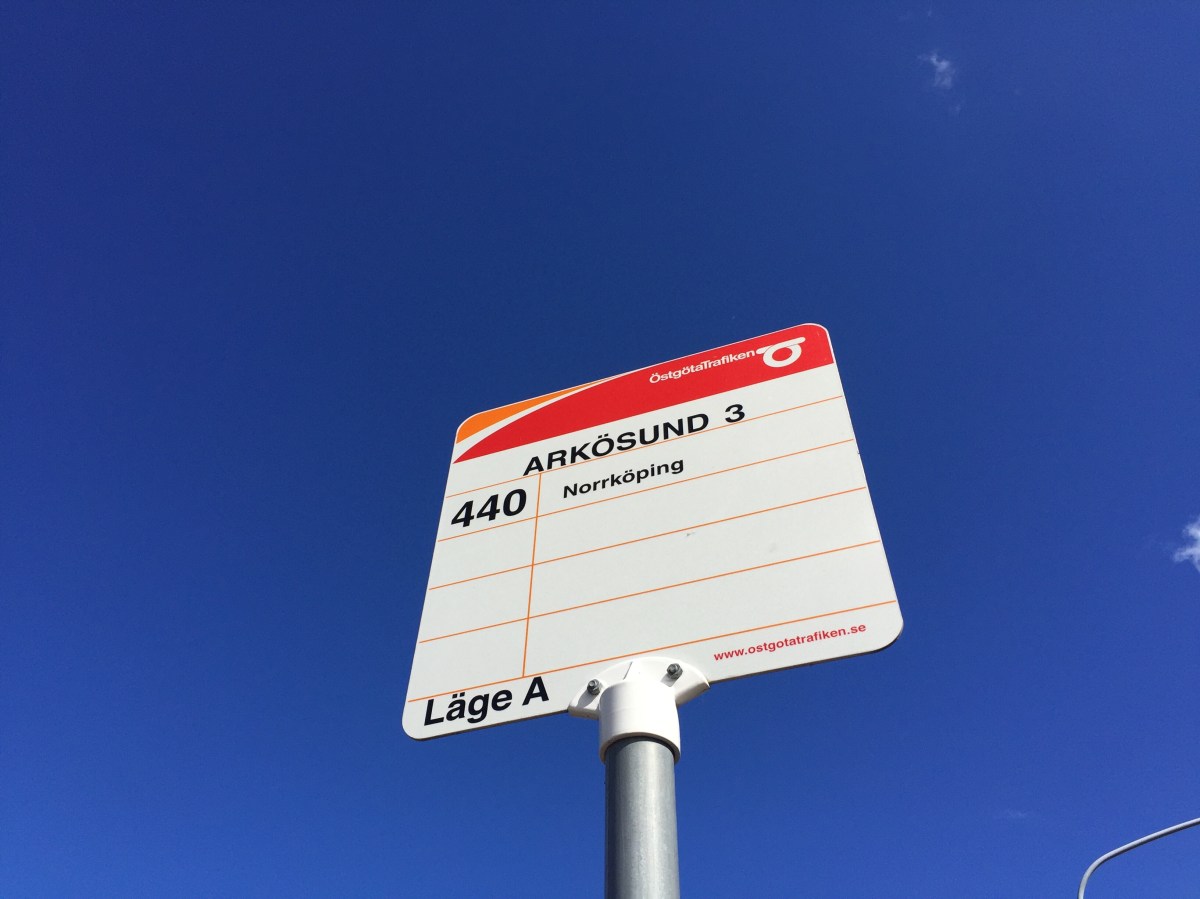 ÖstgötaTrafiken
ARKÖSUND 3
440 Norrköping
www.ostgotatrafiken.se
Läge A